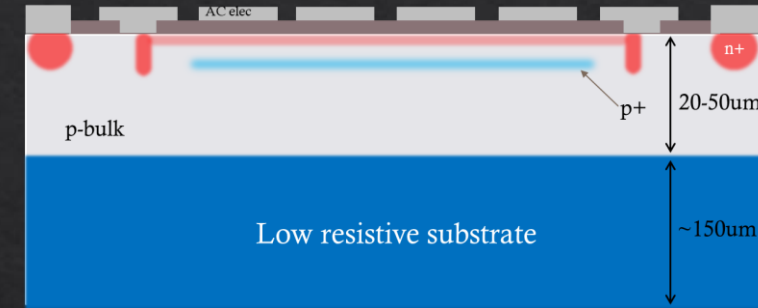 AC elec
n+
p+
20-50um
p-bulk
Low resistive substrate
~150um